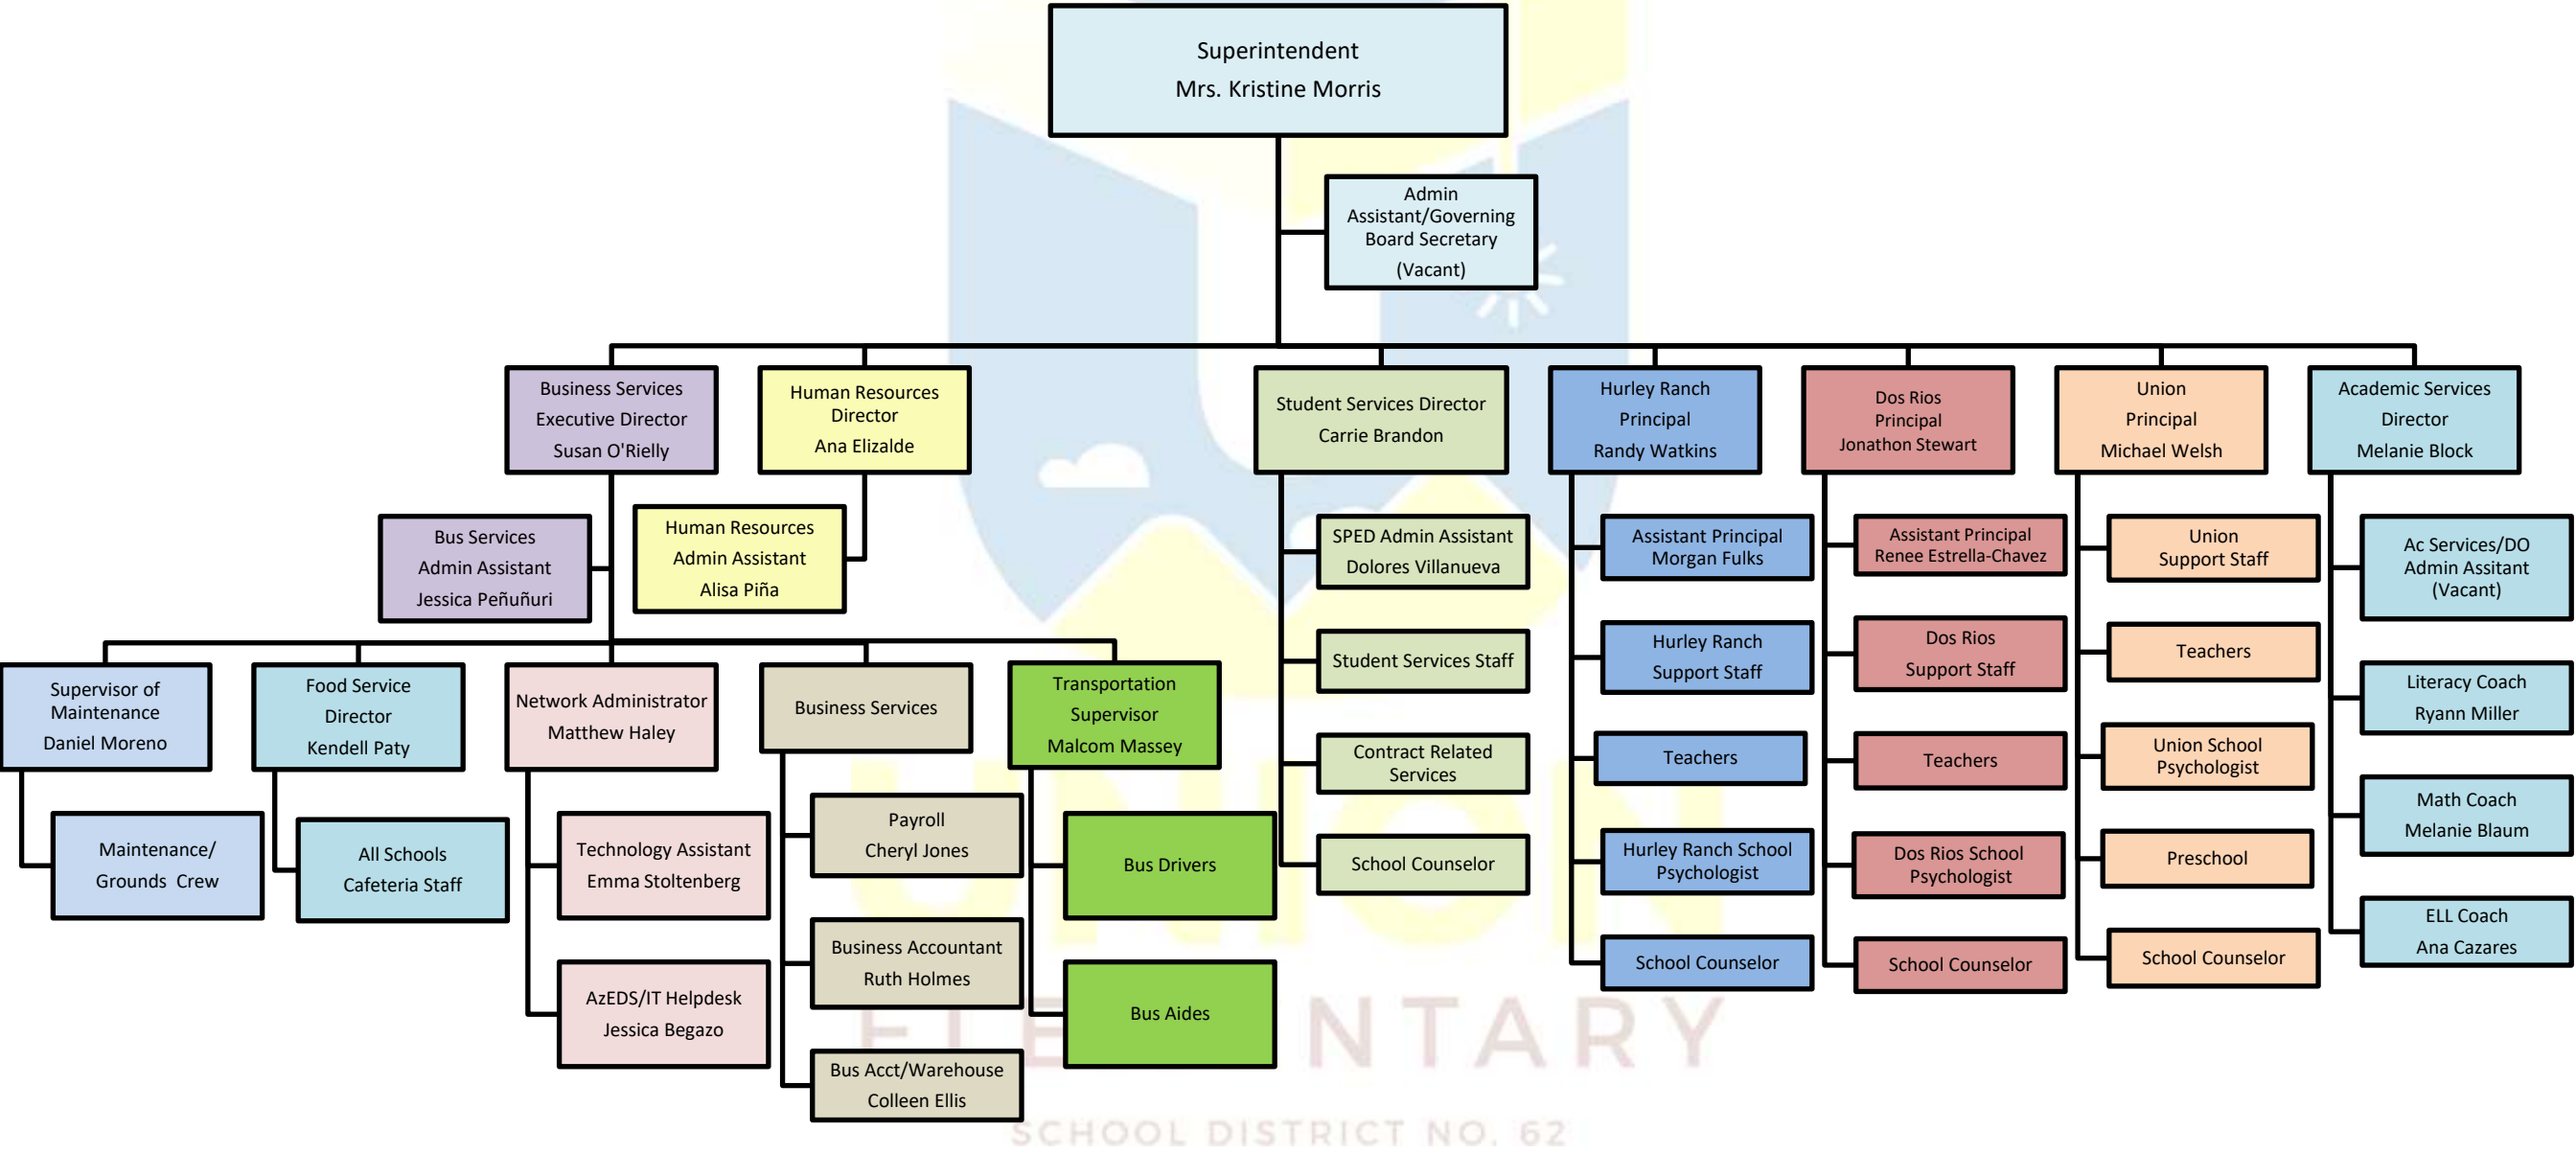 Superintendent
Mrs. Kristine Morris
Admin
Assistant/Governing
Board Secretary
(Vacant)
Business Services
Executive Director
Susan O'Rielly
Human Resources
Director
Ana Elizalde
Student Services Director
Carrie Brandon
Hurley Ranch
Principal
Randy Watkins
Dos Rios
Principal
Jonathon Stewart
Union
Principal
Michael Welsh
Academic Services
Director
Melanie Block
Bus Services
Admin Assistant
Jessica Peñuñuri
Human Resources
Admin Assistant
Alisa Piña
Supervisor of
Maintenance
Daniel Moreno
Food Service
Director
Kendell Paty
Network Administrator
Matthew Haley
Business Services
Transportation
Supervisor
Malcom Massey
Maintenance/
Grounds Crew
All Schools
Cafeteria Staff
Technology Assistant
Emma Stoltenberg
AzEDS/IT Helpdesk
Jessica Begazo
Payroll
Cheryl Jones
Business Accountant
Ruth Holmes
Bus Acct/Warehouse
Colleen Ellis
Bus Drivers
Bus Aides
SPED Admin Assistant
Dolores Villanueva
Student Services Staff
Contract Related
Services
School Counselor
Assistant Principal
Morgan Fulks
Hurley Ranch
Support Staff
Teachers
Hurley Ranch School
Psychologist
School Counselor
Assistant Principal
Renee Estrella-Chavez
Dos Rios
Support Staff
Teachers
Dos Rios School
Psychologist
School Counselor
Union
Support Staff
Teachers
Union School
Psychologist
Preschool
School Counselor
Ac Services/DO
Admin Assitant
(Vacant)
Literacy Coach
Ryann Miller
Math Coach
Melanie Blaum
ELL Coach
Ana Cazares
UNION
ELEMENTARY
SCHOOL DISTRICT NO. 62